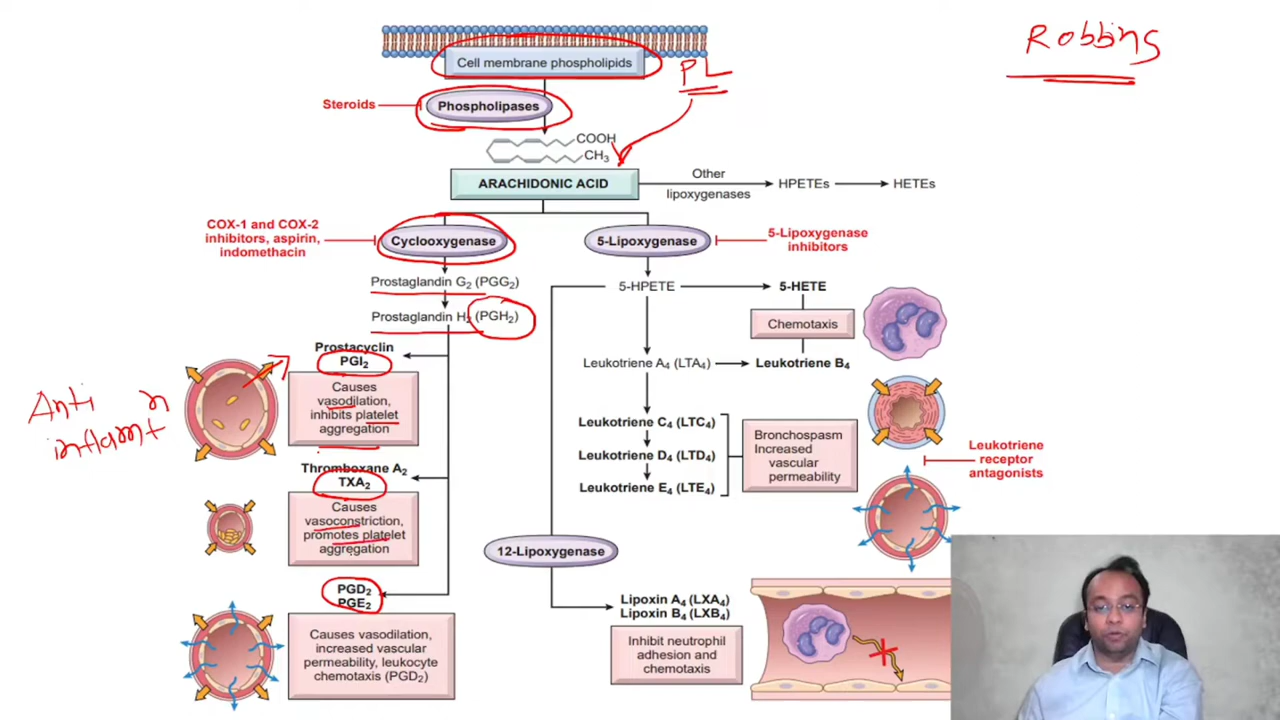 Robbins
Cell membrane phospholipids
PL
Steroids
Phospholipases
COOH
CH₃
ARACHIDONIC ACID
Other
lipoxygenases
HPETEs
HETEs
COX-1 and COX-2
inhibitors, aspirin,
indomethacin
Cyclooxygenase
5-Lipoxygenase
5-Lipoxygenase
inhibitors
Prostaglandin G₂ (PGG₂)
5-HPETE
5-HETE
Prostaglandin H₂ (PGH₂)
Chemotaxis
Prostacyclin
PGI₂
Leukotriene A₄ (LTA₄)
Leukotriene B₄
Causes
vasodilation,
inhibits platelet
aggregation
Anti
Leukotriene C₄ (LTC₄)
Leukotriene D₄ (LTD₄)
Leukotriene E₄ (LTE₄)
Bronchospasm
Increased
vascular
permeability
Leukotriene
receptor
antagonists
Thromboxane A₂
TXA₂
Causes
vasoconstriction,
promotes platelet
aggregation
12-Lipoxygenase
PGD₂
PGE₂
Lipoxin A₄ (LXA₄)
Lipoxin B₄ (LXB₄)
Causes vasodilation,
increased vascular
permeability, leukocyte
chemotaxis (PGD₂)
Inhibit neutrophil
adhesion and
chemotaxis